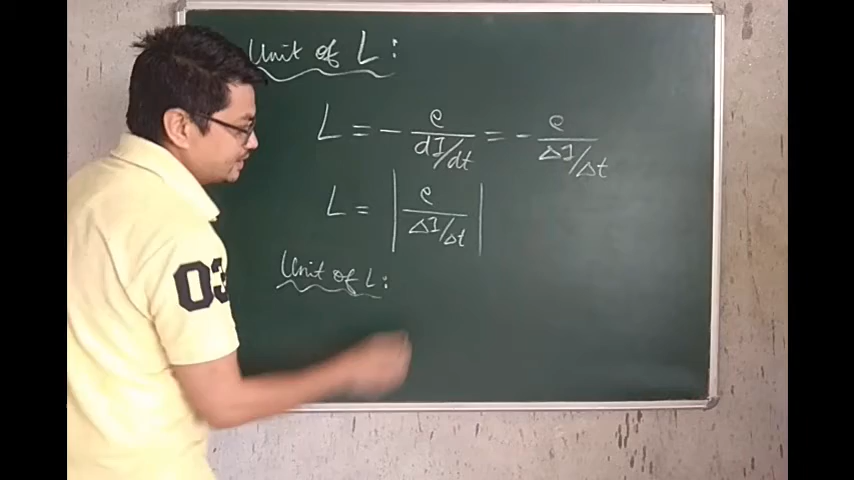 Unit of L:
L = - e / (dI/dt) = - e / (ΔI/Δt)
L = | e / (ΔI/Δt) |
Unit of L:
03